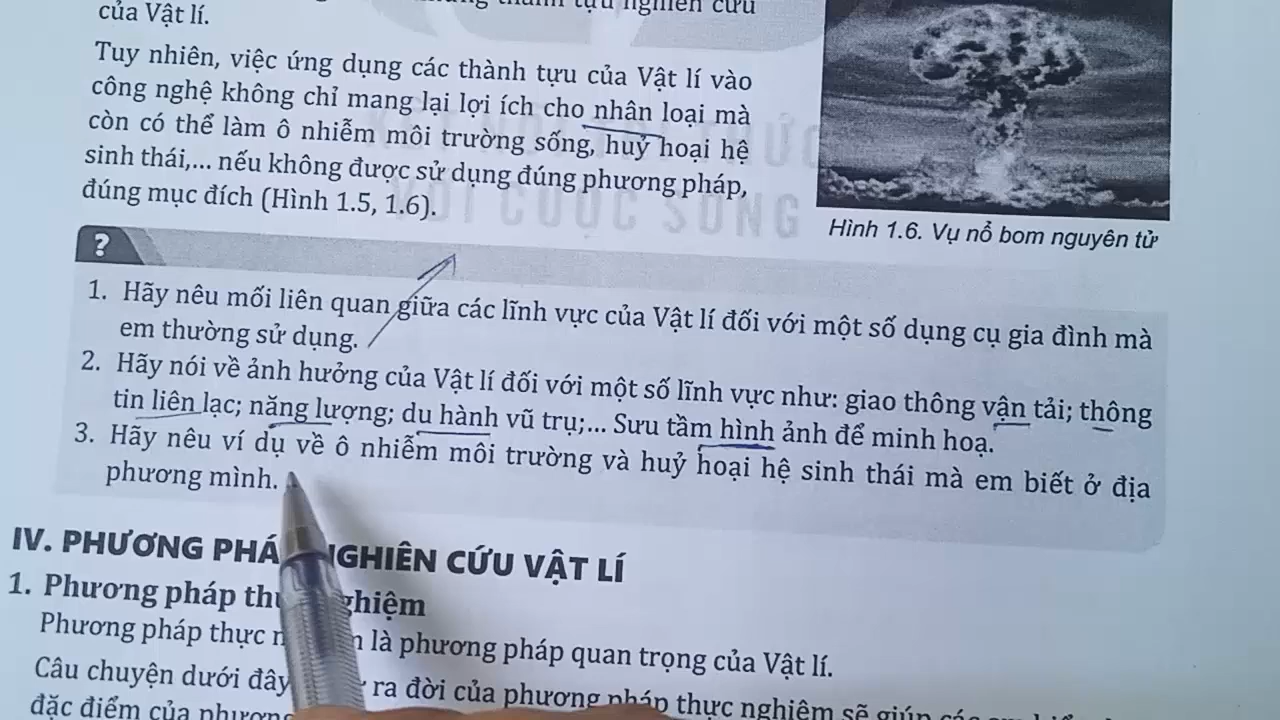 tựu nghiên cứu
của Vật lí.
Tuy nhiên, việc ứng dụng các thành tựu của Vật lí vào
công nghệ không chỉ mang lại lợi ích cho nhân loại mà
còn có thể làm ô nhiễm môi trường sống, huỷ hoại hệ
sinh thái,... nếu không được sử dụng đúng phương pháp,
đúng mục đích (Hình 1.5, 1.6).
Hình 1.6. Vụ nổ bom nguyên tử
?
1. Hãy nêu mối liên quan giữa các lĩnh vực của Vật lí đối với một số dụng cụ gia đình mà
em thường sử dụng.
2. Hãy nói về ảnh hưởng của Vật lí đối với một số lĩnh vực như: giao thông vận tải; thông
tin liên lạc; năng lượng; du hành vũ trụ;... Sưu tầm hình ảnh để minh hoạ.
3. Hãy nêu ví dụ về ô nhiễm môi trường và huỷ hoại hệ sinh thái mà em biết ở địa
phương mình.
IV. PHƯƠNG NGHIÊN CỨU VẬT LÍ
1. Phương pháp
Phương pháp thực là phương pháp quan trọng của Vật lí.
Câu chuyện dưới đây ra đời của phương pháp thực nghiệm sẽ giúp
đặc điểm của